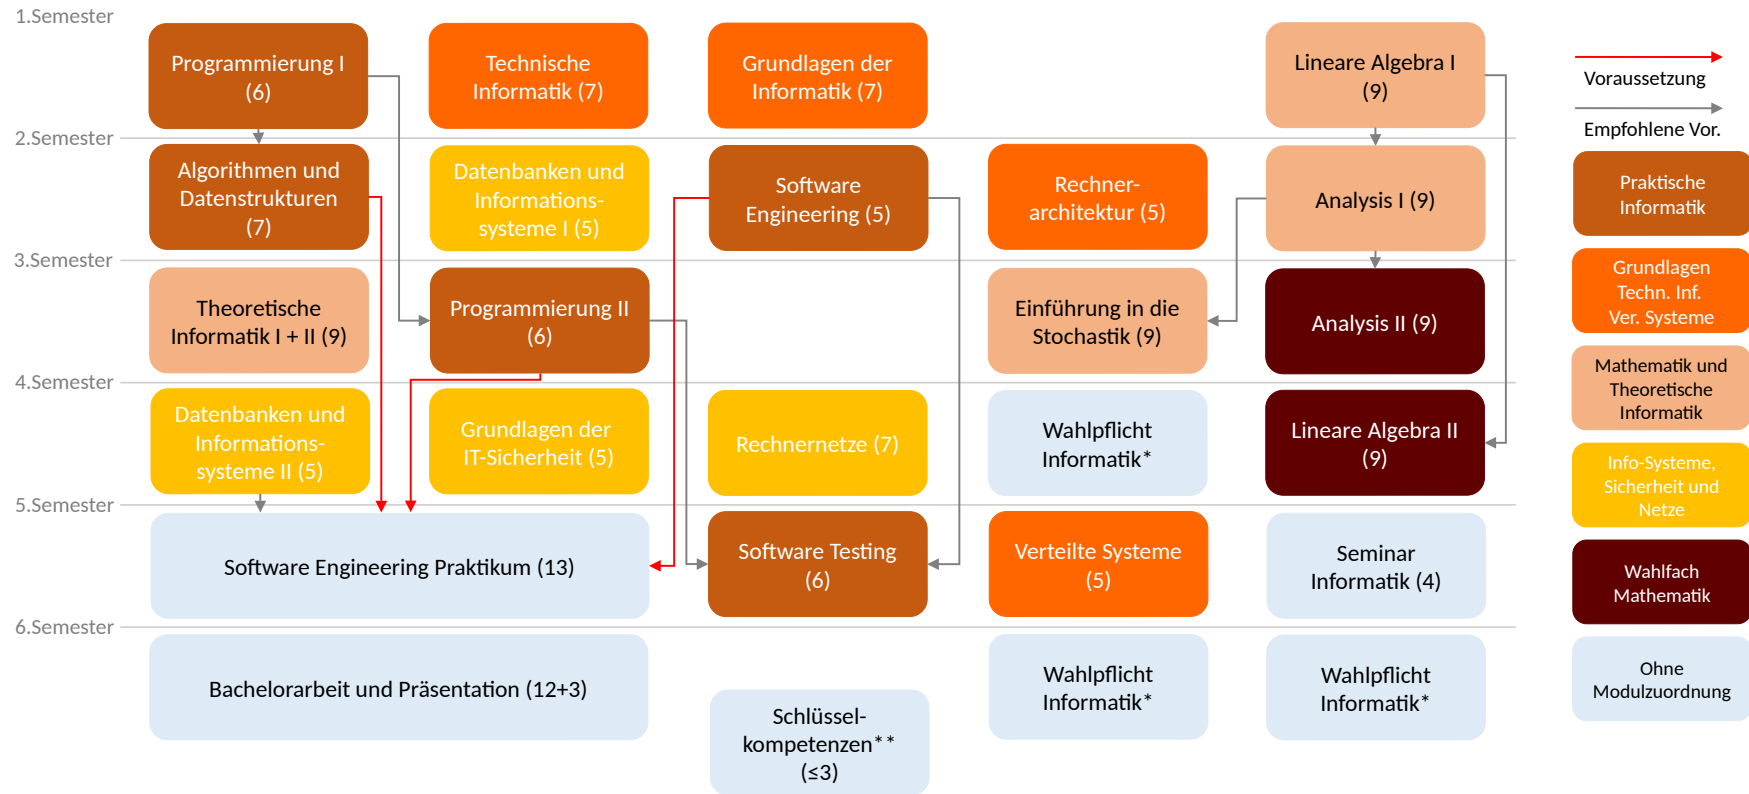 1.Semester
Programmierung I
(6)
Technische
Informatik (7)
Grundlagen der
Informatik (7)
Lineare Algebra I
(9)
2.Semester
Algorithmen und
Datenstrukturen
(7)
Datenbanken und
Informations-
systeme I (5)
Software
Engineering (5)
Rechner-
architektur (5)
Analysis I (9)
3.Semester
Theoretische
Informatik I + II (9)
Programmierung II
(6)
Einführung in die
Stochastik (9)
Analysis II (9)
4.Semester
Datenbanken und
Informations-
systeme II (5)
Grundlagen der
IT-Sicherheit (5)
Rechnernetze (7)
Wahlpflicht
Informatik*
Lineare Algebra II
(9)
5.Semester
Software Engineering Praktikum (13)
Software Testing
(6)
Verteilte Systeme
(5)
Seminar
Informatik (4)
6.Semester
Bachelorarbeit und Präsentation (12+3)
Schlüssel-
kompetenzen**
(≤3)
Wahlpflicht
Informatik*
Wahlpflicht
Informatik*
Voraussetzung
Empfohlene Vor.
Praktische
Informatik
Grundlagen
Techn. Inf.
Ver. Systeme
Mathematik und
Theoretische
Informatik
Info-Systeme,
Sicherheit und
Netze
Wahlfach
Mathematik
Ohne
Modulzuordnung